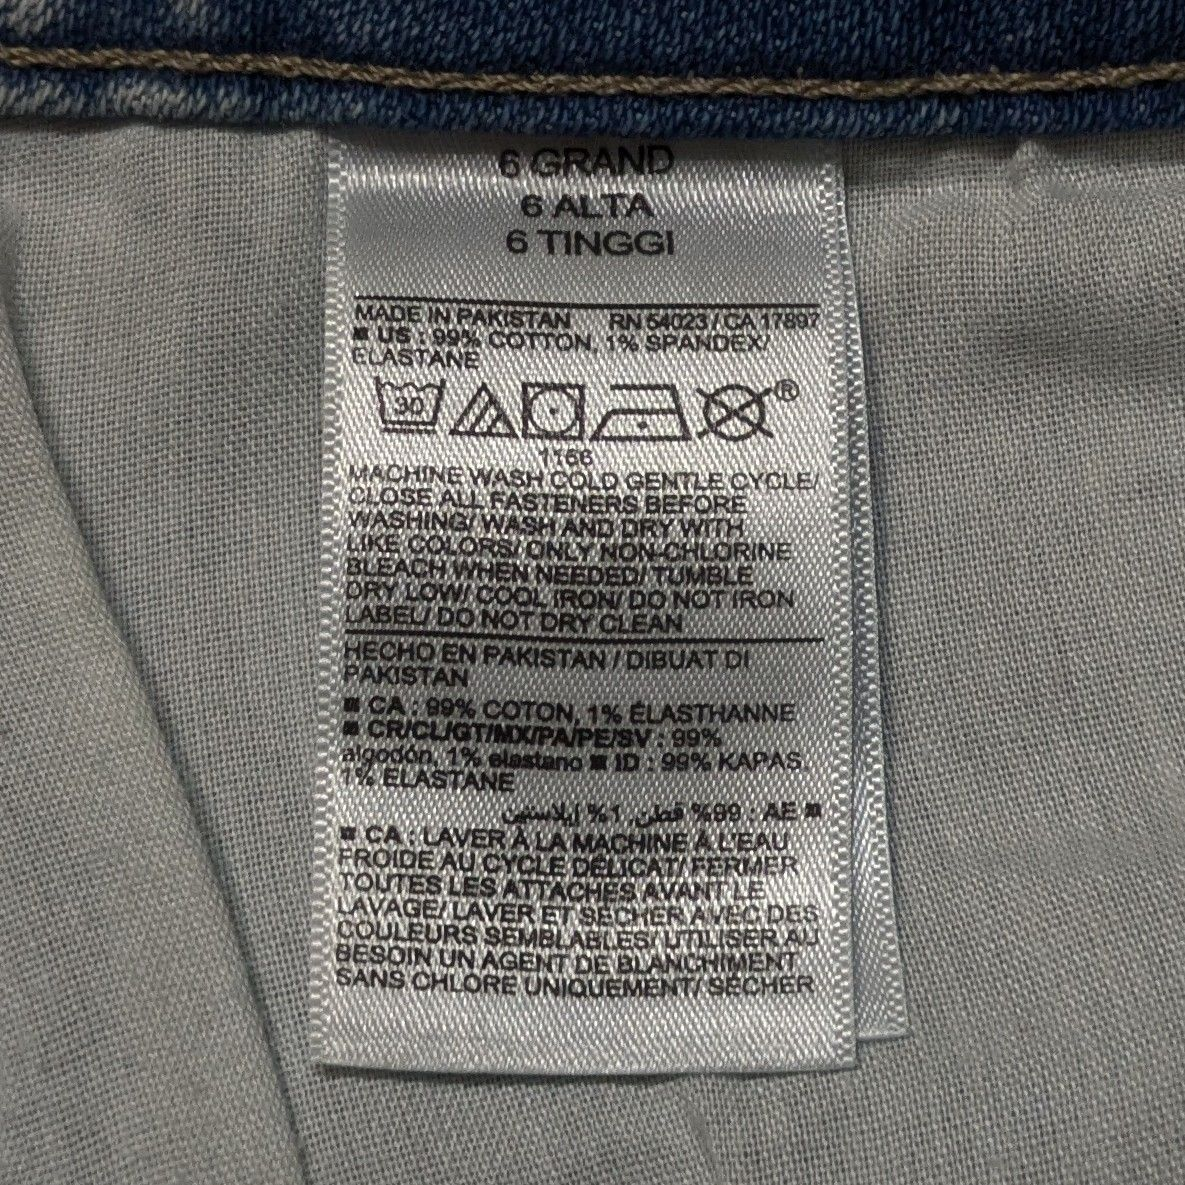 6 GRAND
6 ALTA
6 TINGGI
MADE IN PAKISTAN RN 54023 / CA 17897
■ US : 99% COTTON, 1% SPANDEX/
ELASTANE
30 ®
1166
MACHINE WASH COLD GENTLE CYCLE/
CLOSE ALL FASTENERS BEFORE
WASHING/ WASH AND DRY WITH
LIKE COLORS/ ONLY NON-CHLORINE
BLEACH WHEN NEEDED/ TUMBLE
DRY LOW/ COOL IRON/ DO NOT IRON
LABEL/ DO NOT DRY CLEAN
HECHO EN PAKISTAN / DIBUAT DI
PAKISTAN
■ CA : 99% COTON, 1% ÉLASTHANNE
■ CR/CL/GT/MX/PA/PE/SV : 99%
algodón, 1% elastano ■ ID : 99% KAPAS,
1% ELASTANE
■ AE : 99% قطن, 1% إيلاستين
■ CA : LAVER À LA MACHINE À L'EAU
FROIDE AU CYCLE DÉLICAT/ FERMER
TOUTES LES ATTACHES AVANT LE
LAVAGE/ LAVER ET SÉCHER AVEC DES
COULEURS SEMBLABLES/ UTILISER AU
BESOIN UN AGENT DE BLANCHIMENT
SANS CHLORE UNIQUEMENT/ SÉCHER